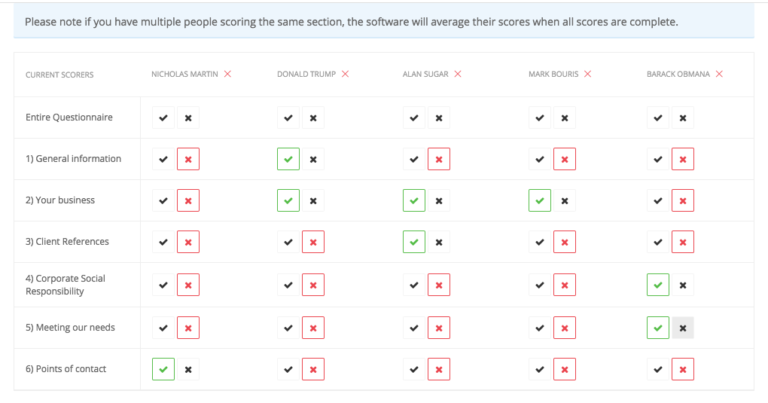 Please note if you have multiple people scoring the same section, the software will average their scores when all scores are complete.
CURRENT SCORERS NICHOLAS MARTIN DONALD TRUMP ALAN SUGAR MARK BOURIS BARACK OBMANA
Entire Questionnaire
1) General information
2) Your business
3) Client References
4) Corporate Social
Responsibility
5) Meeting our needs
6) Points of contact